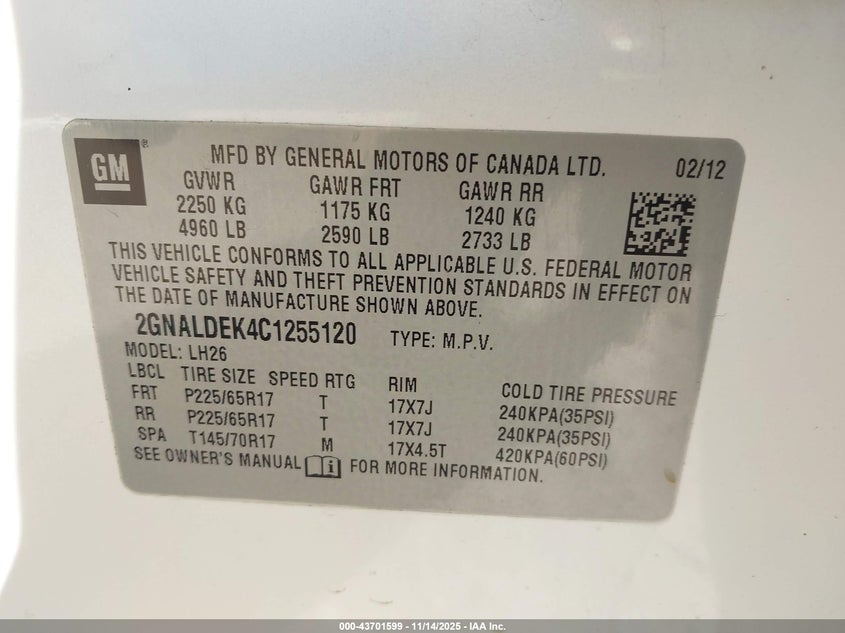 GM ® MFD BY GENERAL MOTORS OF CANADA LTD. 02/12
GVWR GAWR FRT GAWR RR
2250 KG 1175 KG 1240 KG
4960 LB 2590 LB 2733 LB
THIS VEHICLE CONFORMS TO ALL APPLICABLE U.S. FEDERAL MOTOR
VEHICLE SAFETY AND THEFT PREVENTION STANDARDS IN EFFECT ON
THE DATE OF MANUFACTURE SHOWN ABOVE.
2GNALDEK4C1255120 TYPE: M.P.V.
MODEL: LH26
LBCL TIRE SIZE SPEED RTG RIM COLD TIRE PRESSURE
FRT P225/65R17 T 17X7J 240KPA(35PSI)
RR P225/65R17 T 17X7J 240KPA(35PSI)
SPA T145/70R17 M 17X4.5T 420KPA(60PSI)
SEE OWNER'S MANUAL FOR MORE INFORMATION.
000-43701599 - 11/14/2025 - IAA Inc.